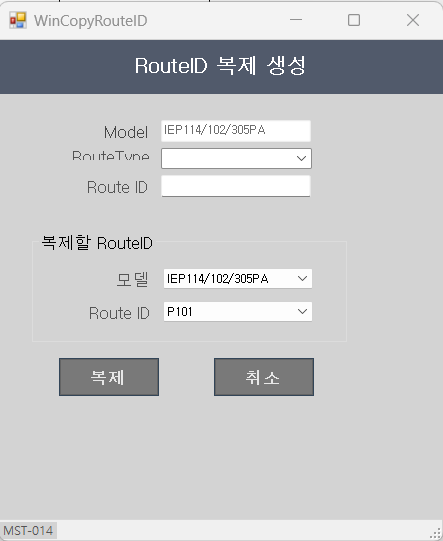 WinCopyRouteID
RouteID 복제 생성
Model IEP114/102/305PA
RouteType
Route ID
복제할 RouteID
모델 IEP114/102/305PA
Route ID P101
복제 취소
MST-014